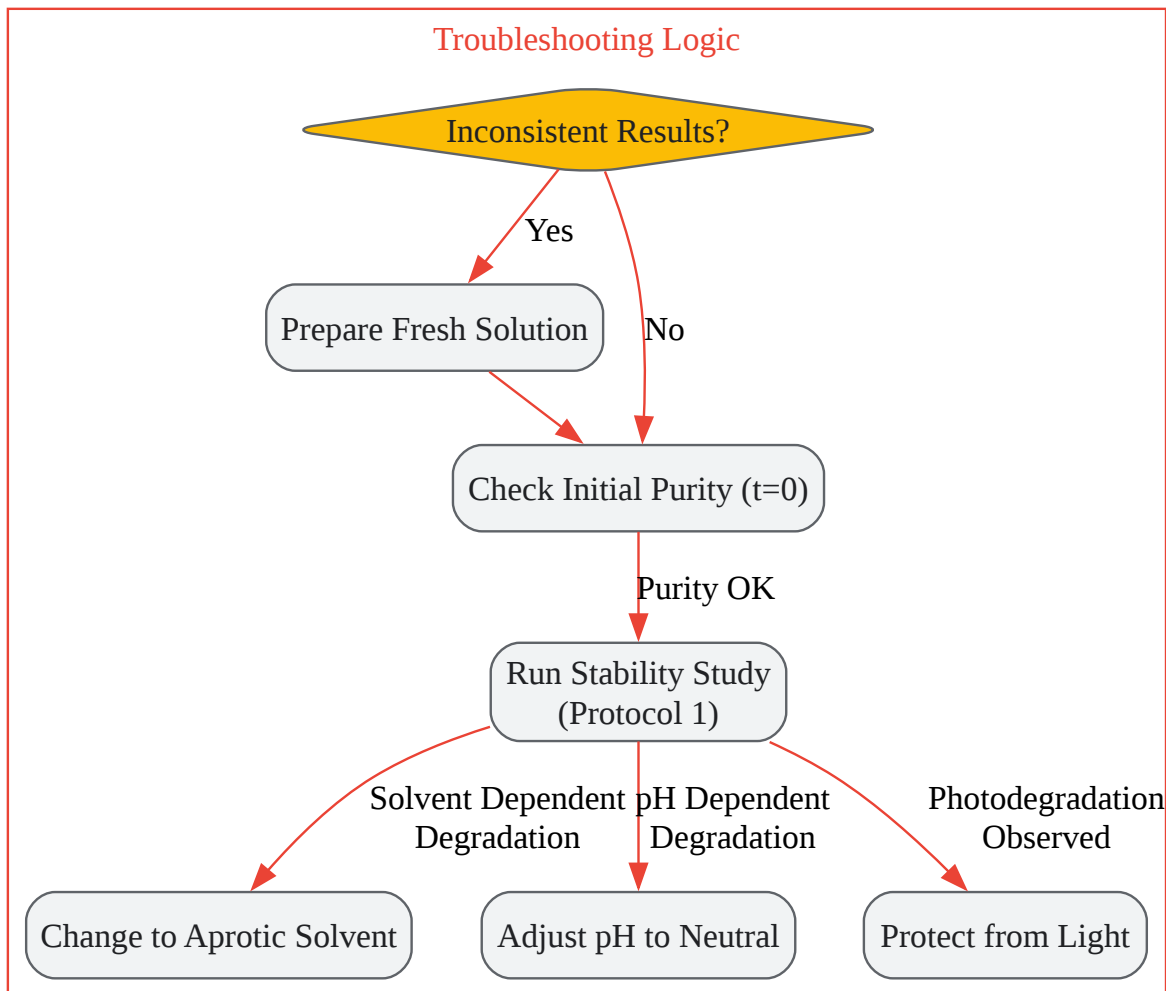 Troubleshooting Logic
Inconsistent Results?
Yes
Prepare Fresh Solution
No
Check Initial Purity (t=0)
Purity OK
Run Stability Study
(Protocol 1)
Solvent Dependent
Degradation
pH Dependent
Degradation
Photodegradation
Observed
Change to Aprotic Solvent
Adjust pH to Neutral
Protect from Light